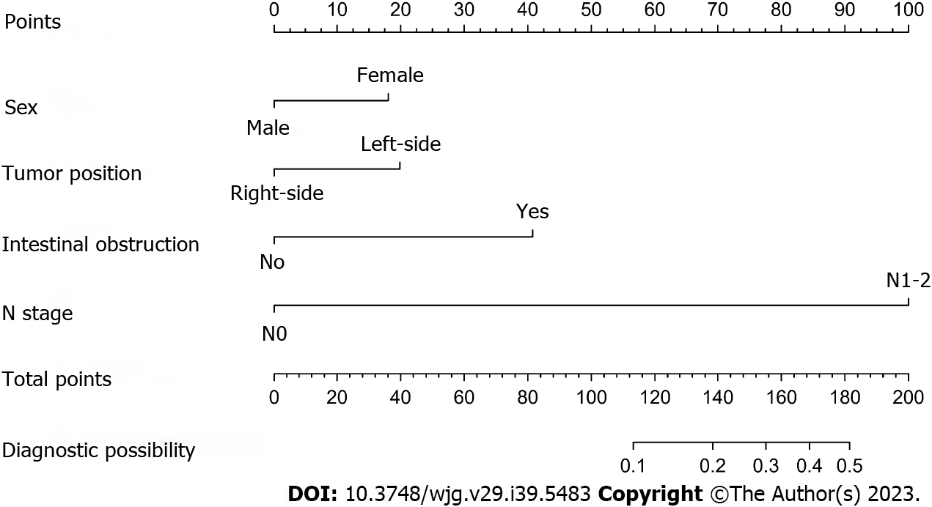 Points 0 10 20 30 40 50 60 70 80 90 100
Female
Sex
Male
Left-side
Tumor position
Right-side
Yes
Intestinal obstruction
No
N1-2
N stage
N0
Total points 0 20 40 60 80 100 120 140 160 180 200
Diagnostic possibility
0.1 0.2 0.3 0.4 0.5
DOI: 10.3748/wjg.v29.i39.5483 Copyright ©The Author(s) 2023.